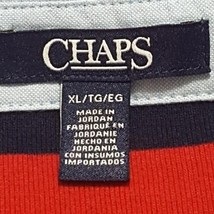 CHAPS
XL/TG/EG
MADE IN
JORDAN
FABRIQUÉ EN
JORDANIE
HECHO EN
JORDANIA
CON INSUMOS
IMPORTADOS